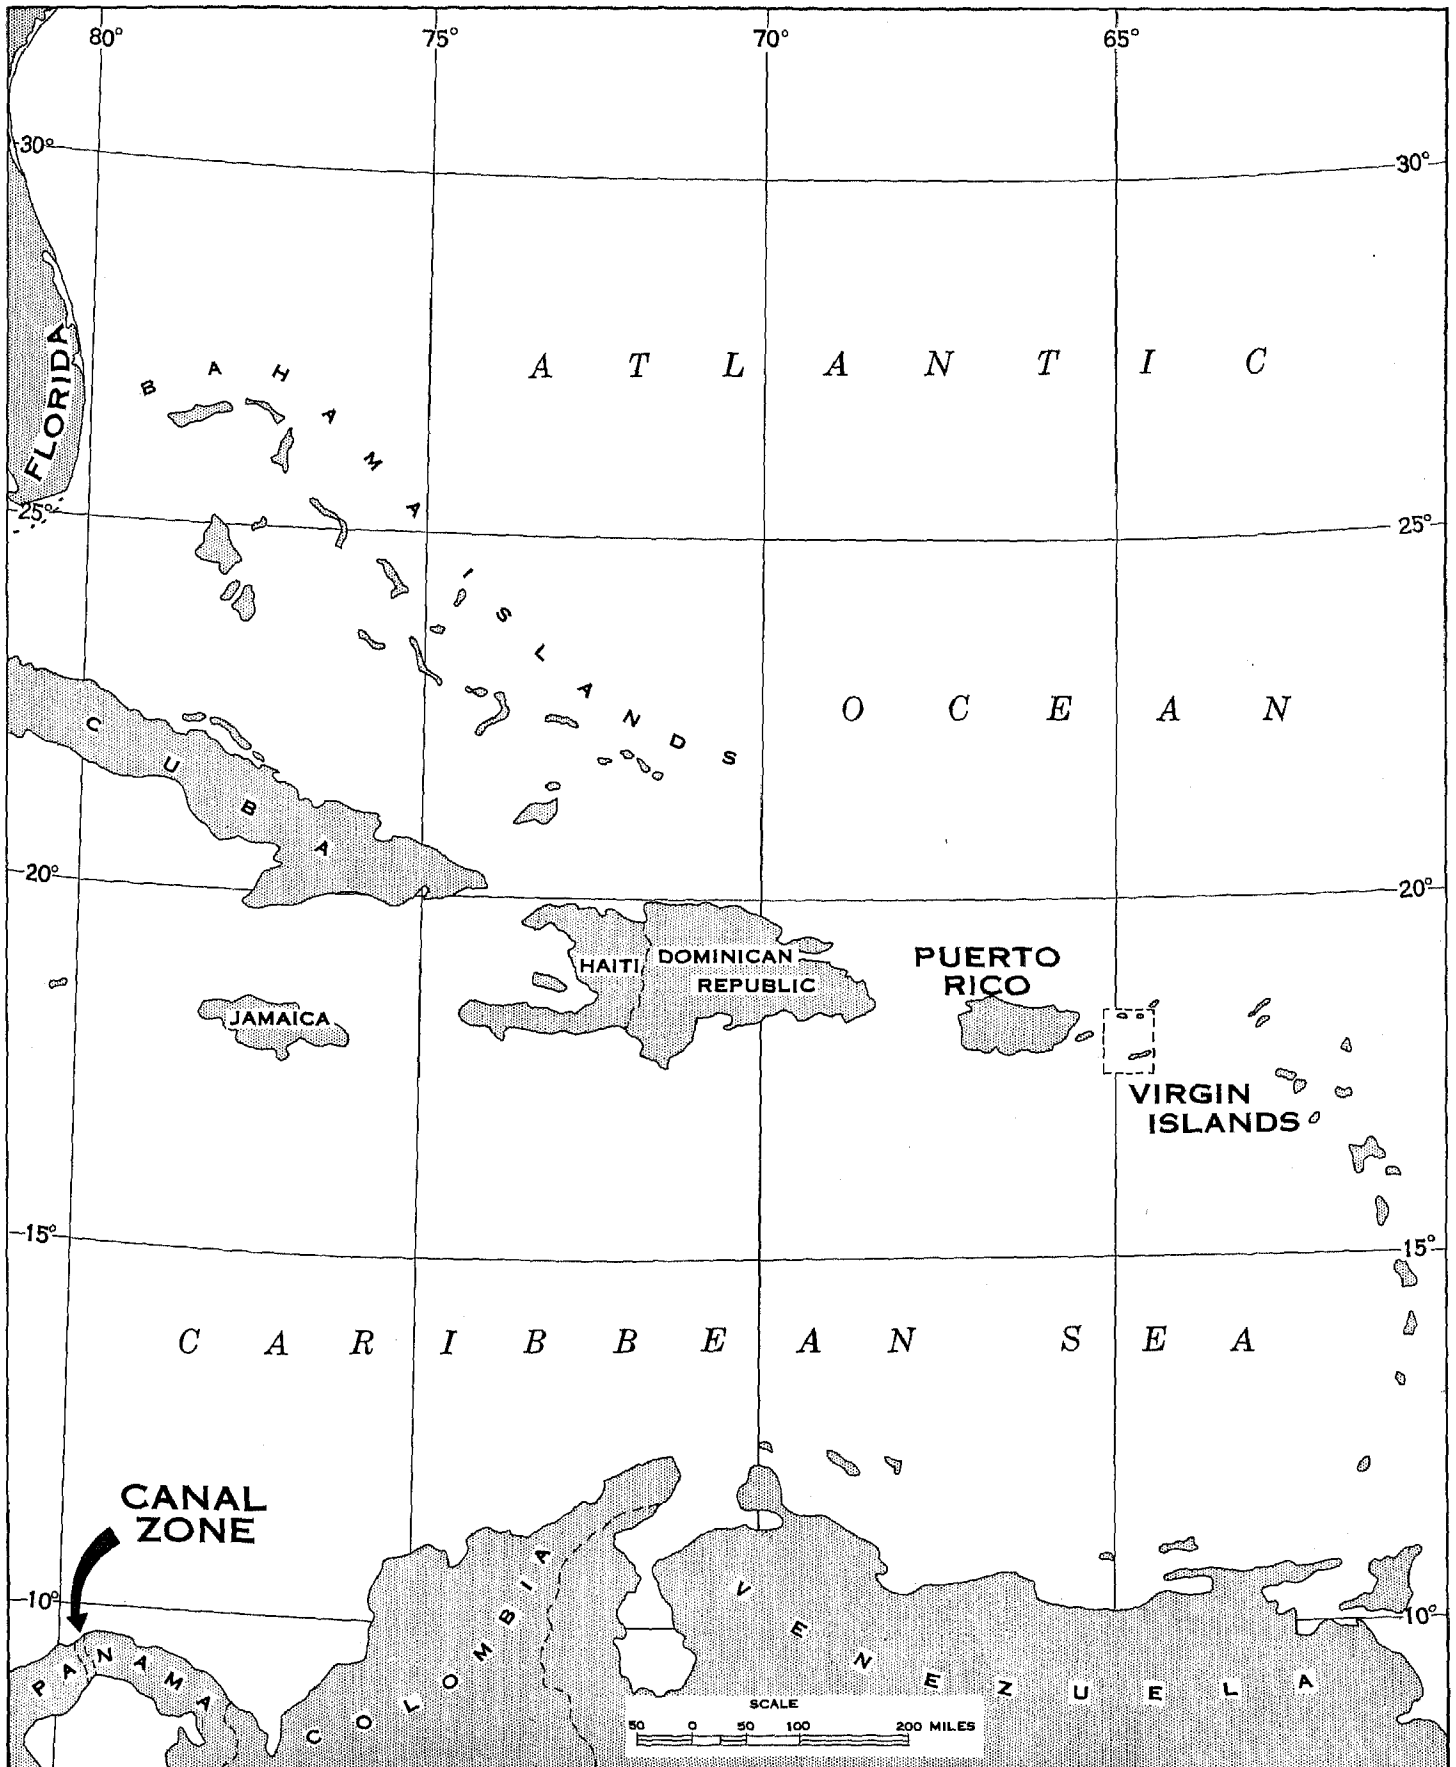 80° 75° 70° 65°
30° 30°
FLORIDA
BAHAMA
ISLANDS
ATLANTIC
OCEAN
25° 25°
CUBA
20° 20°
HAITI
DOMINICAN
REPUBLIC
PUERTO
RICO
JAMAICA
VIRGIN
ISLANDS
15° 15°
CARIBBEAN SEA
CANAL
ZONE
10° 10°
PANAMA
COLOMBIA
VENEZUELA
SCALE
50 0 50 100 200 MILES